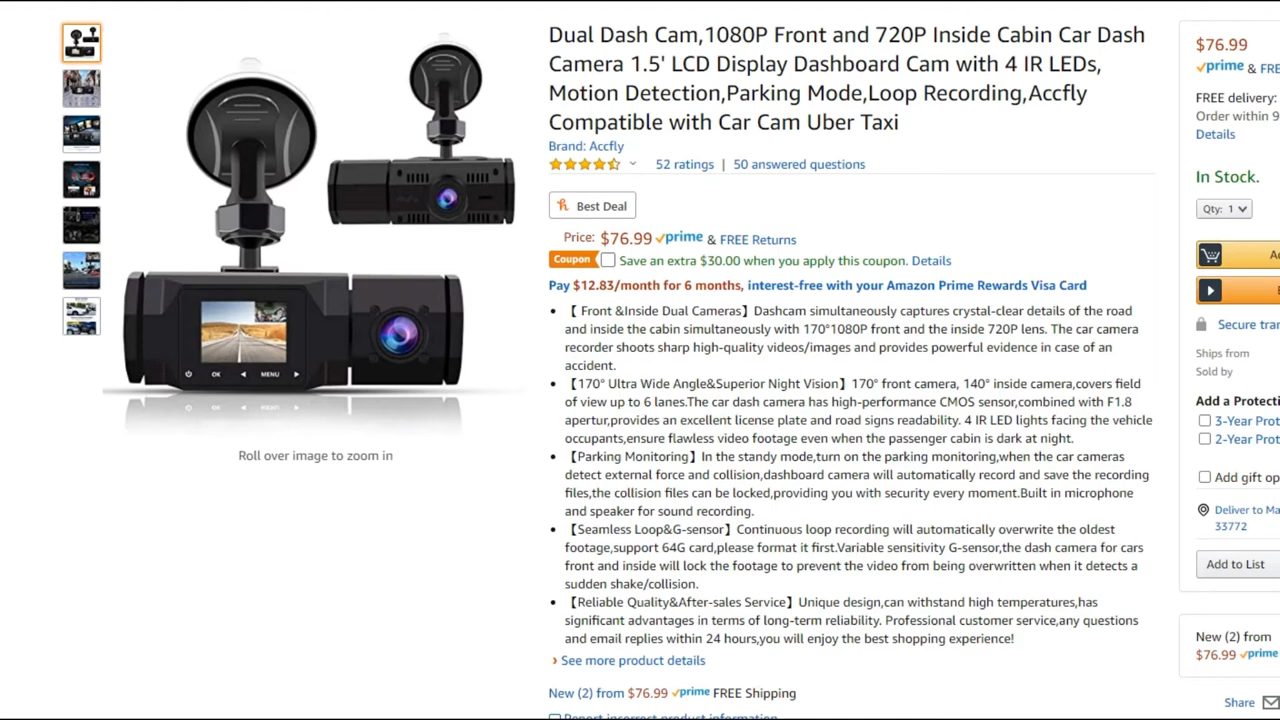 Dual Dash Cam,1080P Front and 720P Inside Cabin Car Dash
Camera 1.5' LCD Display Dashboard Cam with 4 IR LEDs,
Motion Detection,Parking Mode,Loop Recording,Accfly
Compatible with Car Cam Uber Taxi
Brand: Accfly
52 ratings | 50 answered questions
Best Deal
Price: $76.99 prime & FREE Returns
Coupon Save an extra $30.00 when you apply this coupon. Details
Pay $12.83/month for 6 months, interest-free with your Amazon Prime Rewards Visa Card
• 【 Front &Inside Dual Cameras】Dashcam simultaneously captures crystal-clear details of the road
and inside the cabin simultaneously with 170°1080P front and the inside 720P lens. The car camera
recorder shoots sharp high-quality videos/images and provides powerful evidence in case of an
accident.
• 【170° Ultra Wide Angle&Superior Night Vision】170° front camera, 140° inside camera,covers field
of view up to 6 lanes.The car dash camera has high-performance CMOS sensor,combined with F1.8
apertur,provides an excellent license plate and road signs readability. 4 IR LED lights facing the vehicle
occupants,ensure flawless video footage even when the passenger cabin is dark at night.
• 【Parking Monitoring】In the standy mode,turn on the parking monitoring,when the car cameras
detect external force and collision,dashboard camera will automatically record and save the recording
files,the collision files can be locked,providing you with security every moment.Built in microphone
and speaker for sound recording.
• 【Seamless Loop&G-sensor】Continuous loop recording will automatically overwrite the oldest
footage,support 64G card,please format it first.Variable sensitivity G-sensor,the dash camera for cars
front and inside will lock the footage to prevent the video from being overwritten when it detects a
sudden shake/collision.
• 【Reliable Quality&After-sales Service】Unique design,can withstand high temperatures,has
significant advantages in terms of long-term reliability. Professional customer service,any questions
and email replies within 24 hours,you will enjoy the best shopping experience!
› See more product details
New (2) from $76.99 prime FREE Shipping
Report incorrect product information
OK MENU
Roll over image to zoom in
$76.99
prime & FRE
FREE delivery:
Order within 9
Details
In Stock.
Qty: 1
Secure tran
Ships from
Sold by
Add a Protecti
3-Year Prot
2-Year Prot
Add gift op
Deliver to Ma
33772
Add to List
New (2) from
$76.99 prime
Share